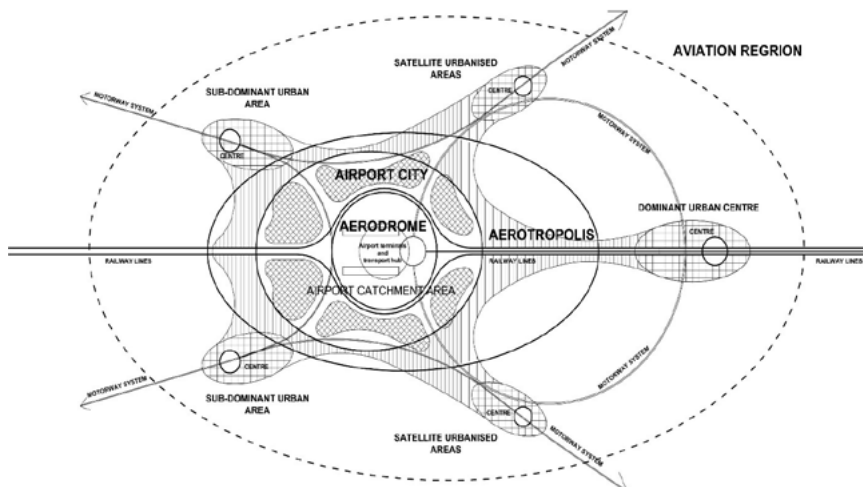 AVIATION REGRION
SATELLITE URBANISED
AREAS
MOTORWAY SYSTEM
CENTRE
SUB-DOMINANT URBAN
AREA
MOTORWAY SYSTEM
CENTRE
MOTORWAY SYSTEM
AIRPORT CITY
DOMINANT URBAN CENTRE
CENTRE
AERODROME
AEROTROPOLIS
Airport terminals
and
transport hub
RAILWAY LINES
RAILWAY LINES
RAILWAY LINES
AIRPORT CATCHMENT AREA
CENTRE
MOTORWAY SYSTEM
MOTORWAY SYSTEM
SUB-DOMINANT URBAN
AREA
CENTRE
SATELLITE URBANISED
AREAS
MOTORWAY SYSTEM